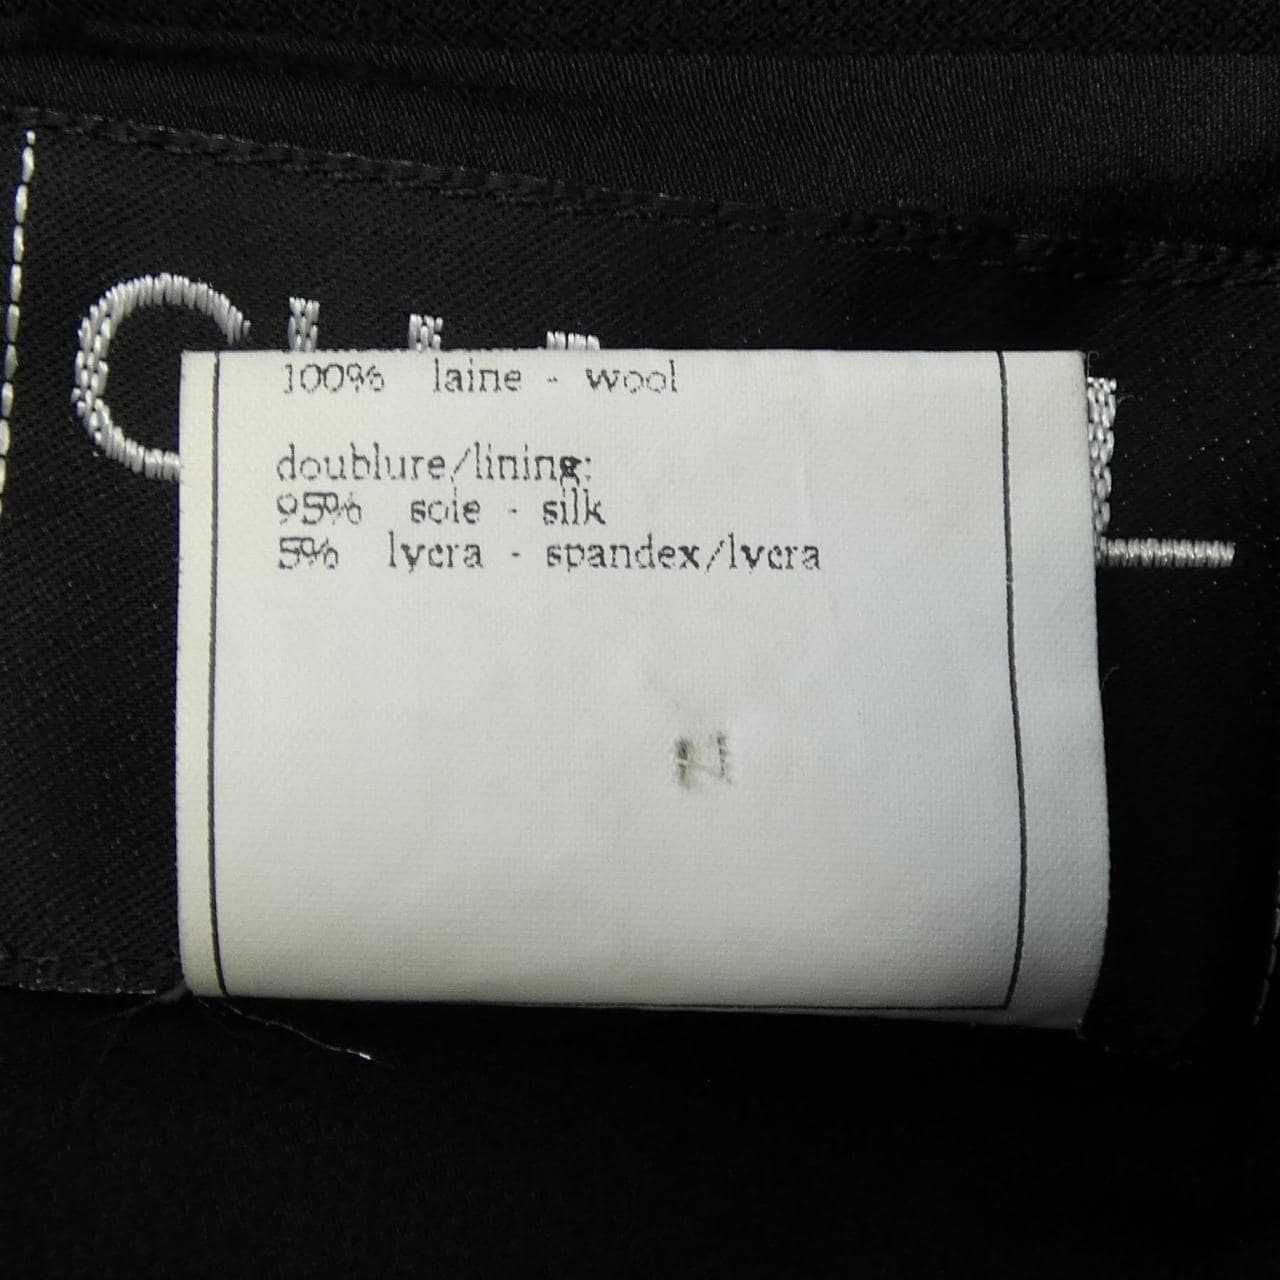 100% laine - wool
doublure/lining:
95% soie - silk
5% lycra - spandex/lycra